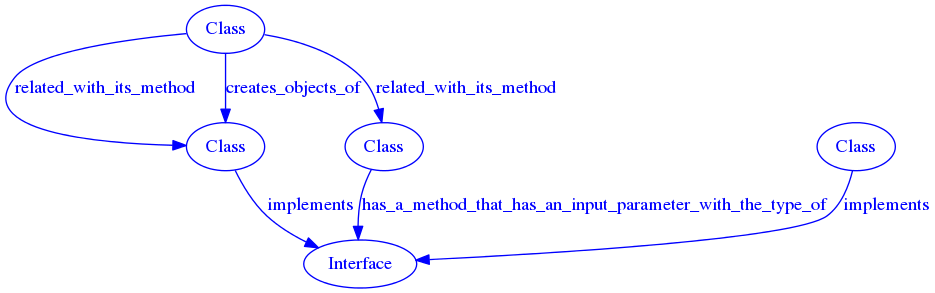 Class
related_with_its_method
creates_objects_of
related_with_its_method
Class
Class
Class
implements
has_a_method_that_has_an_input_parameter_with_the_type_of
implements
Interface